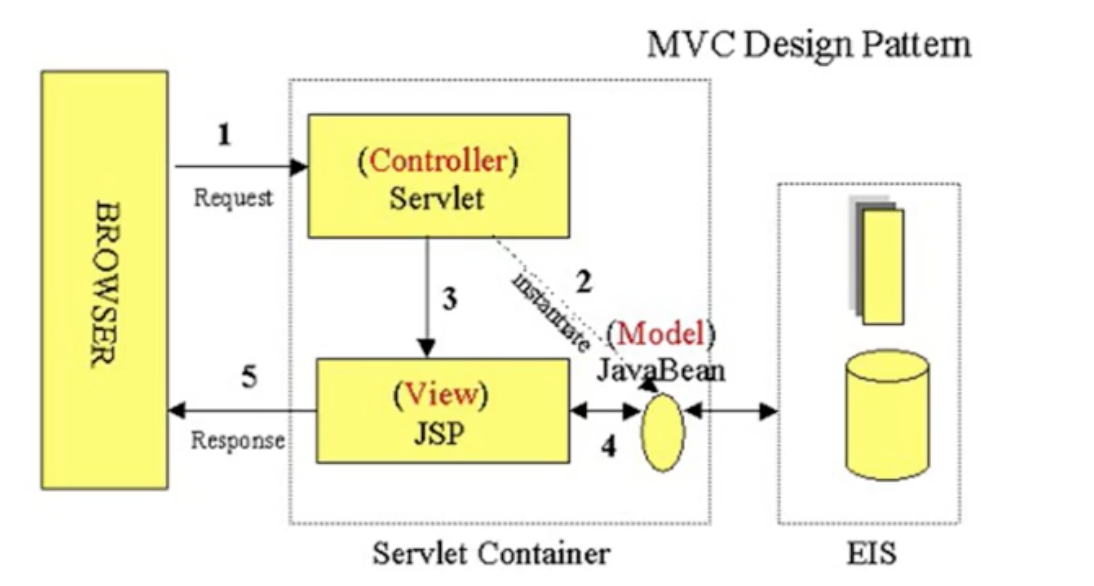 MVC Design Pattern
BROWSER
1
Request
(Controller)
Servlet
2
instantiate
3
(Model)
JavaBean
(View)
JSP
4
5
Response
Servlet Container
EIS